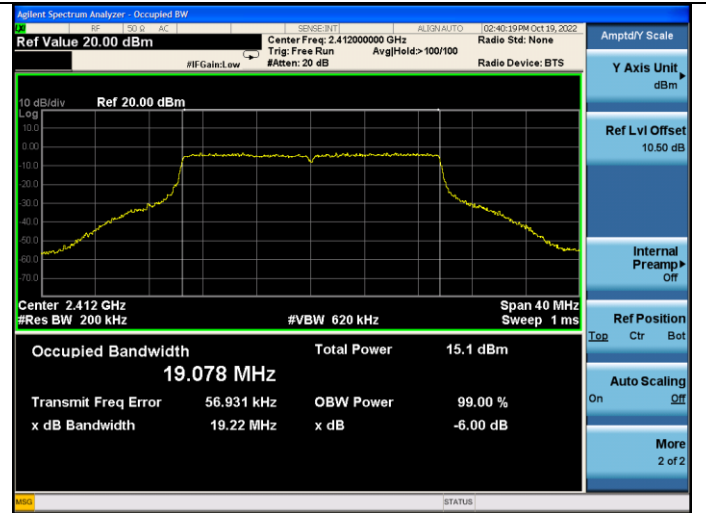 Agilent Spectrum Analyzer - Occupied BW
RF 50 Ω AC SENSE:INT ALIGN AUTO 02:40:19 PM Oct 19, 2022
Ref Value 20.00 dBm Center Freq: 2.412000000 GHz Radio Std: None
Trig: Free Run Avg|Hold:> 100/100
#IFGain:Low #Atten: 20 dB Radio Device: BTS
10 dB/div Ref 20.00 dBm
Log
10.0
0.00
-10.0
-20.0
-30.0
-40.0
-50.0
-60.0
-70.0
Center 2.412 GHz Span 40 MHz
#Res BW 200 kHz #VBW 620 kHz Sweep 1 ms
Occupied Bandwidth Total Power 15.1 dBm
19.078 MHz
Transmit Freq Error 56.931 kHz OBW Power 99.00 %
x dB Bandwidth 19.22 MHz x dB -6.00 dB
MSG STATUS
Amptd/Y Scale
Y Axis Unit
dBm
Ref Lvl Offset
10.50 dB
Internal
Preamp
Off
Ref Position
Top Ctr Bot
Auto Scaling
On Off
More
2 of 2